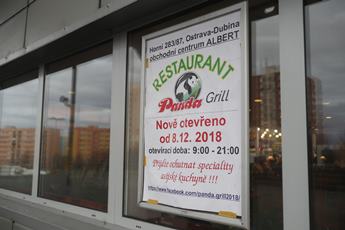 Horní 283/87, Ostrava-Dubina
obchodní centrum ALBERT
RESTAURANT
Panda Grill
Nově otevřeno
od 8.12. 2018
otevírací doba: 9:00 - 21:00
Přijďte ochutnat speciality
asijské kuchyně !!!
https://www.facebook.com/panda.grill2018/